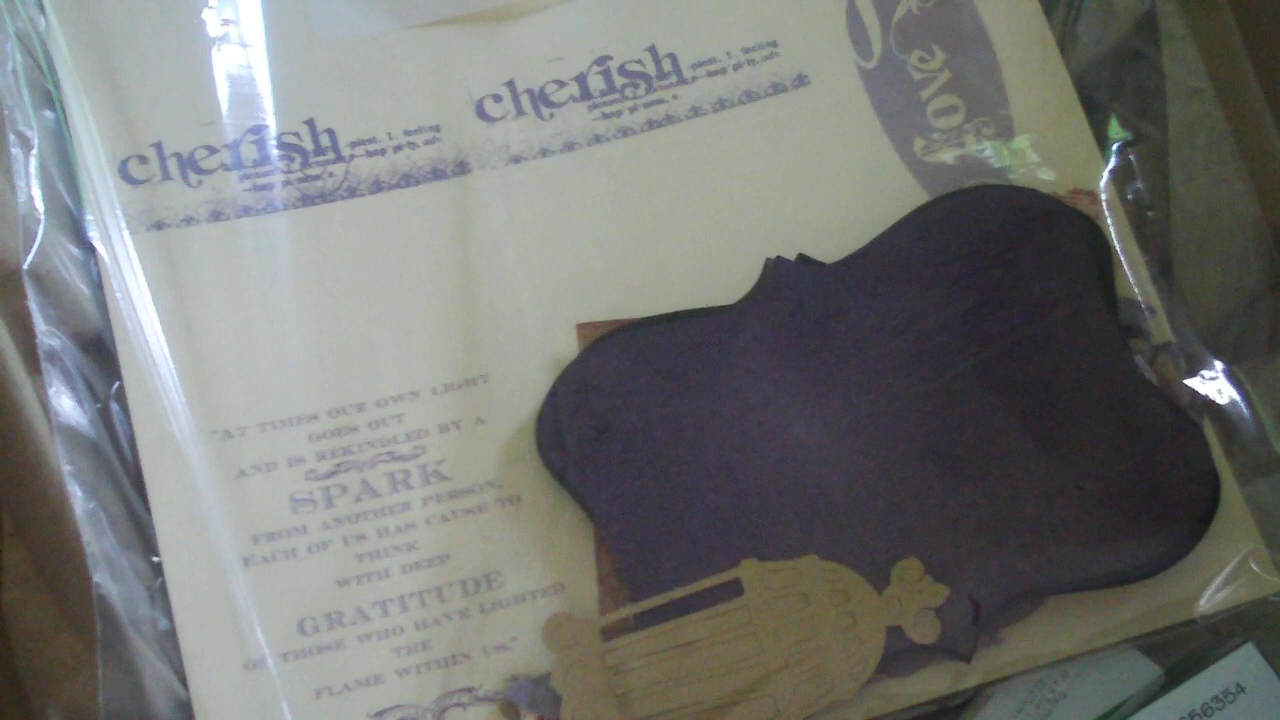 cherish
cherish
love
"AT TIMES OUR OWN LIGHT
GOES OUT
AND IS REKINDLED BY A
SPARK
FROM ANOTHER PERSON.
EACH OF US HAS CAUSE TO
THINK
WITH DEEP
GRATITUDE
OF THOSE WHO HAVE LIGHTED
THE
FLAME WITHIN US."
56354